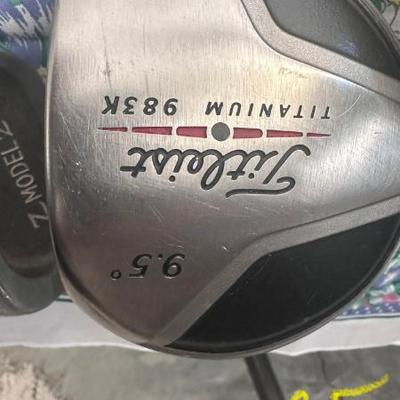 TITANIUM 983K
Titleist
9.5°
Z MODEL 2